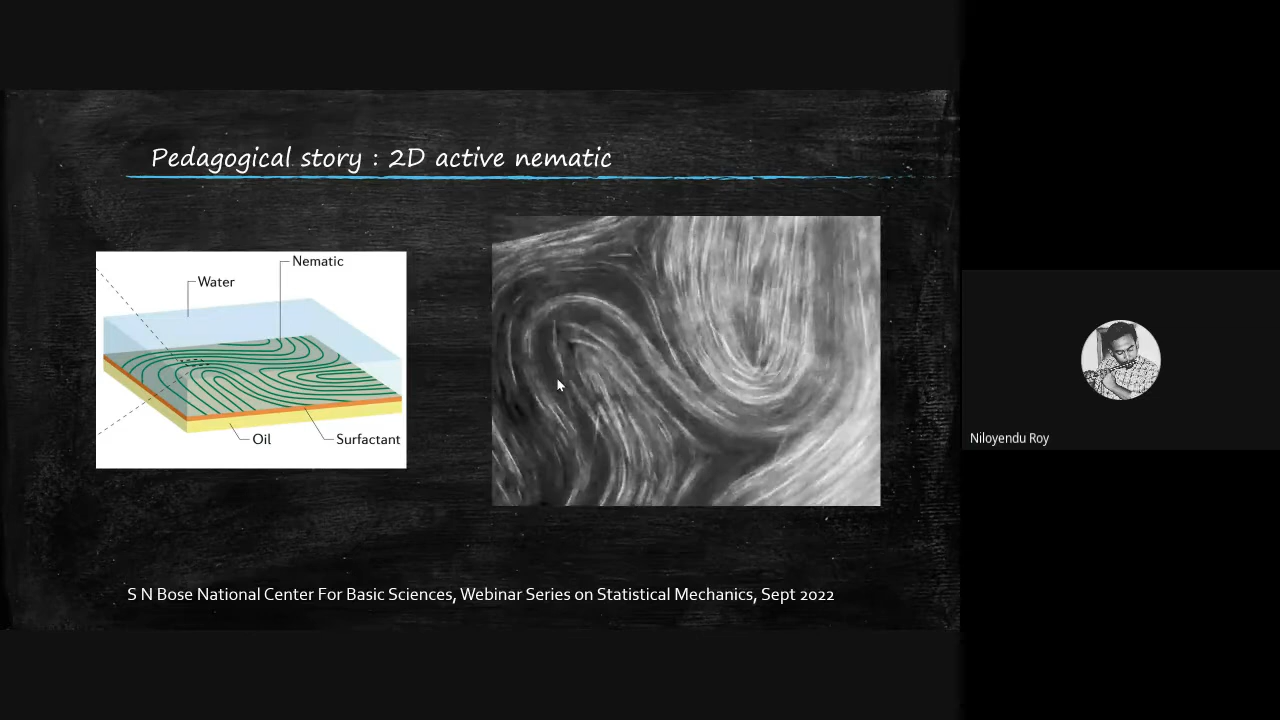 Pedagogical story : 2D active nematic
Nematic
Water
Oil
Surfactant
S N Bose National Center For Basic Sciences, Webinar Series on Statistical Mechanics, Sept 2022
Niloyendu Roy